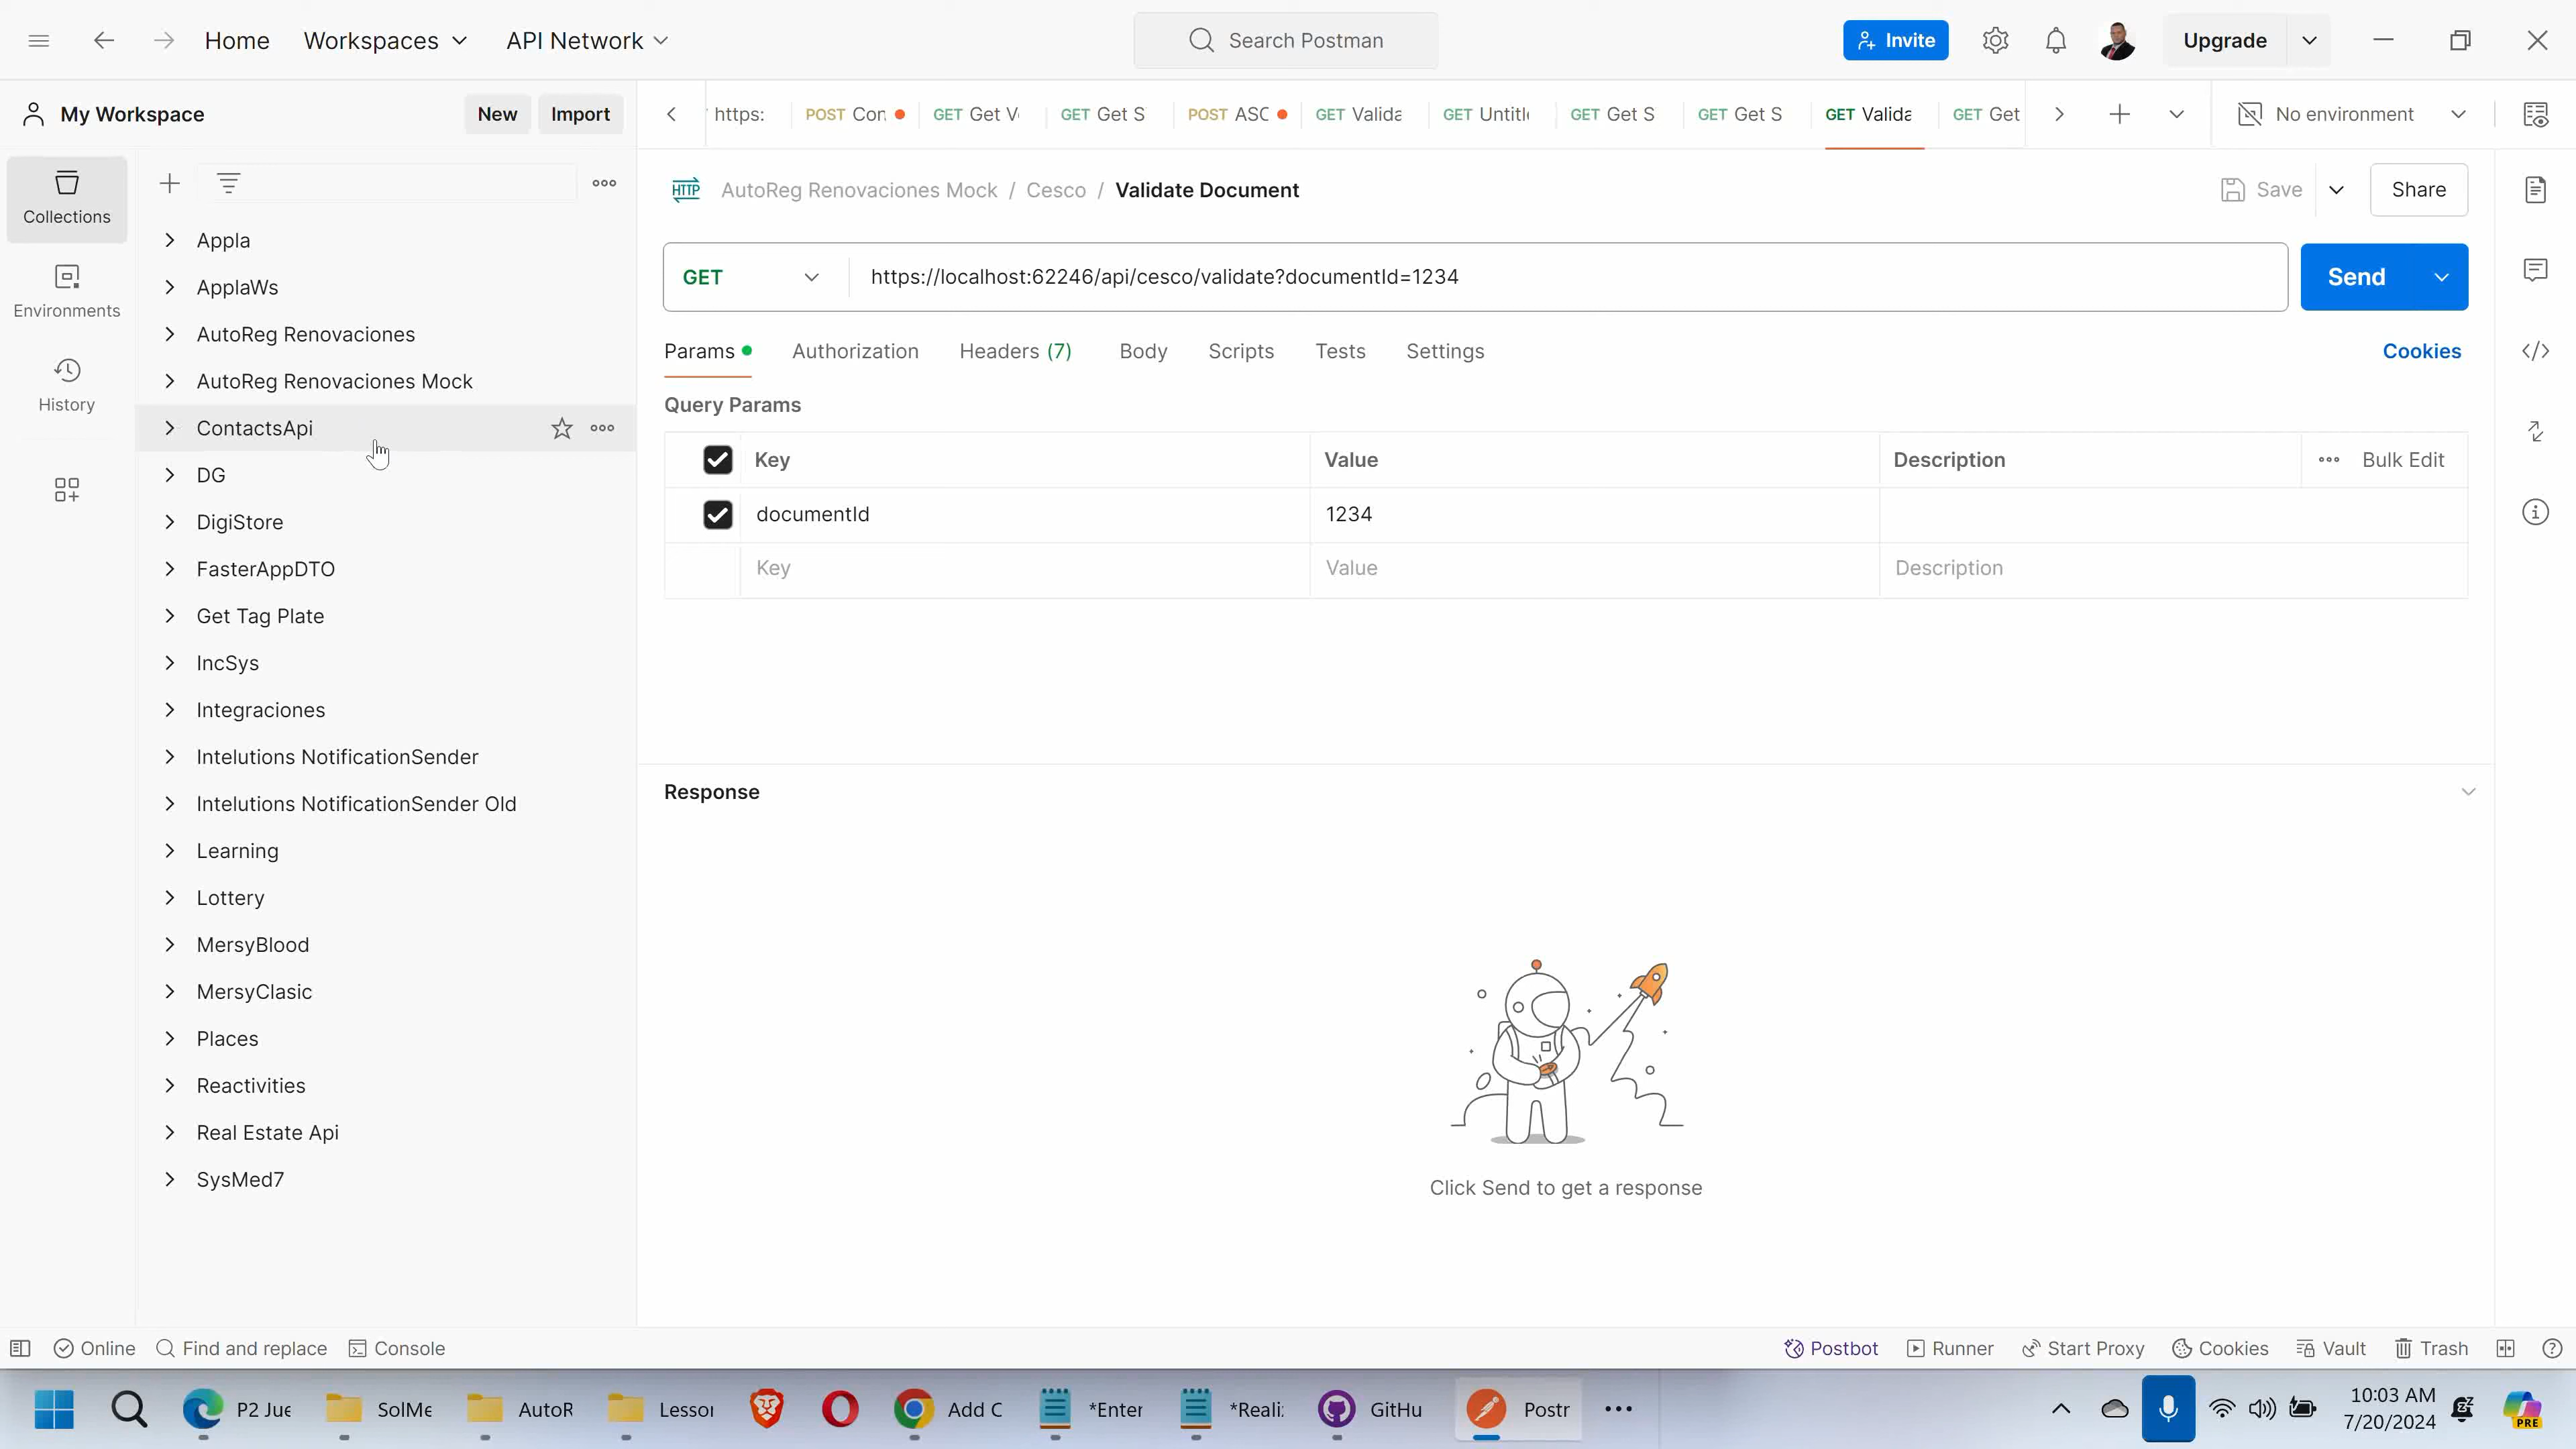 Home
Workspaces
API Network
Search Postman
Invite
Upgrade
My Workspace
New
Import
https:
POST Con
GET Get V
GET Get S
POST ASC
GET Valida
GET Untitl
GET Get S
GET Get S
GET Valida
GET Get
No environment
Collections
Environments
History
Appla
ApplaWs
AutoReg Renovaciones
AutoReg Renovaciones Mock
ContactsApi
DG
DigiStore
FasterAppDTO
Get Tag Plate
IncSys
Integraciones
Intelutions NotificationSender
Intelutions NotificationSender Old
Learning
Lottery
MersyBlood
MersyClasic
Places
Reactivities
Real Estate Api
SysMed7
HTTP
AutoReg Renovaciones Mock / Cesco / Validate Document
Save
Share
GET
https://localhost:62246/api/cesco/validate?documentId=1234
Send
Params
Authorization
Headers (7)
Body
Scripts
Tests
Settings
Cookies
Query Params
Key
Value
Description
Bulk Edit
documentId
1234
Key
Value
Description
Response
Click Send to get a response
Online
Find and replace
Console
Postbot
Runner
Start Proxy
Cookies
Vault
Trash
P2 Jue
SolMe
AutoR
Lesson
Add C
*Enter
*Reali
GitHu
Postr
10:03 AM
7/20/2024
PRE